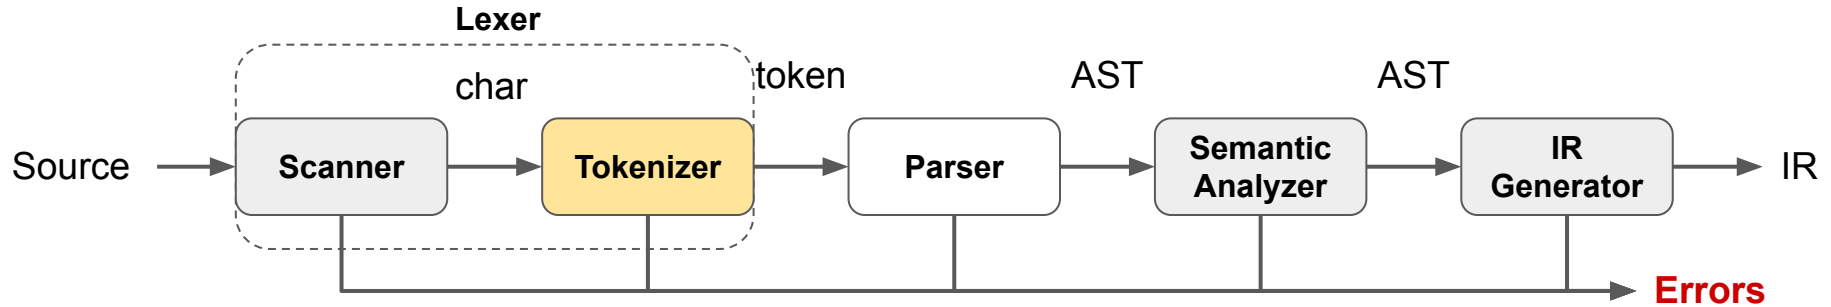 Lexer
char
token
AST
AST
Source
Scanner
Tokenizer
Parser
Semantic
Analyzer
IR
Generator
IR
Errors